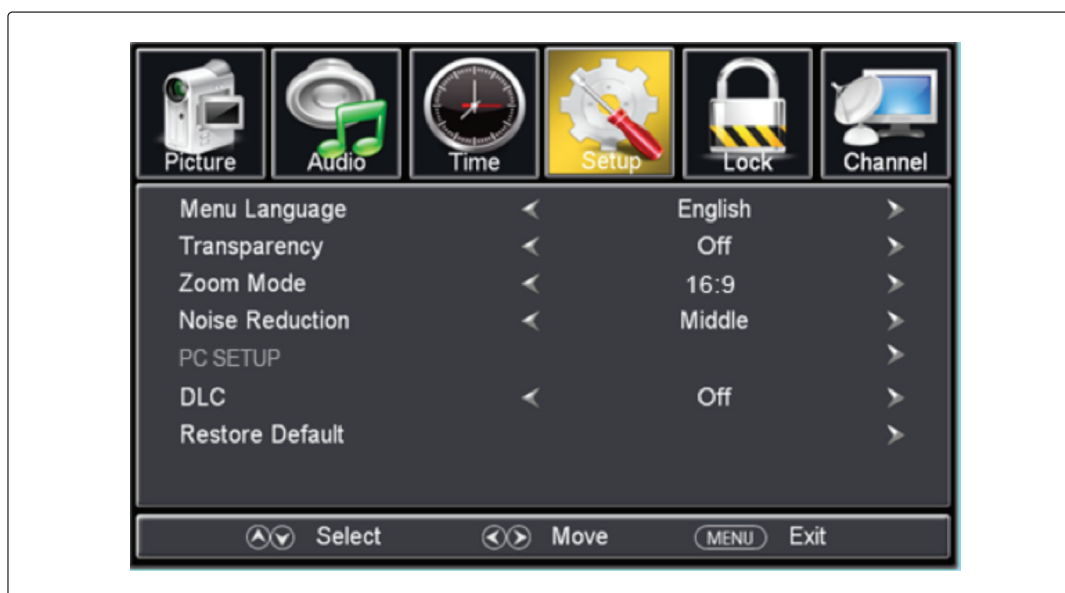 Picture Audio Time Setup Lock Channel
Menu Language English
Transparency Off
Zoom Mode 16:9
Noise Reduction Middle
PC SETUP
DLC Off
Restore Default
Select Move MENU Exit